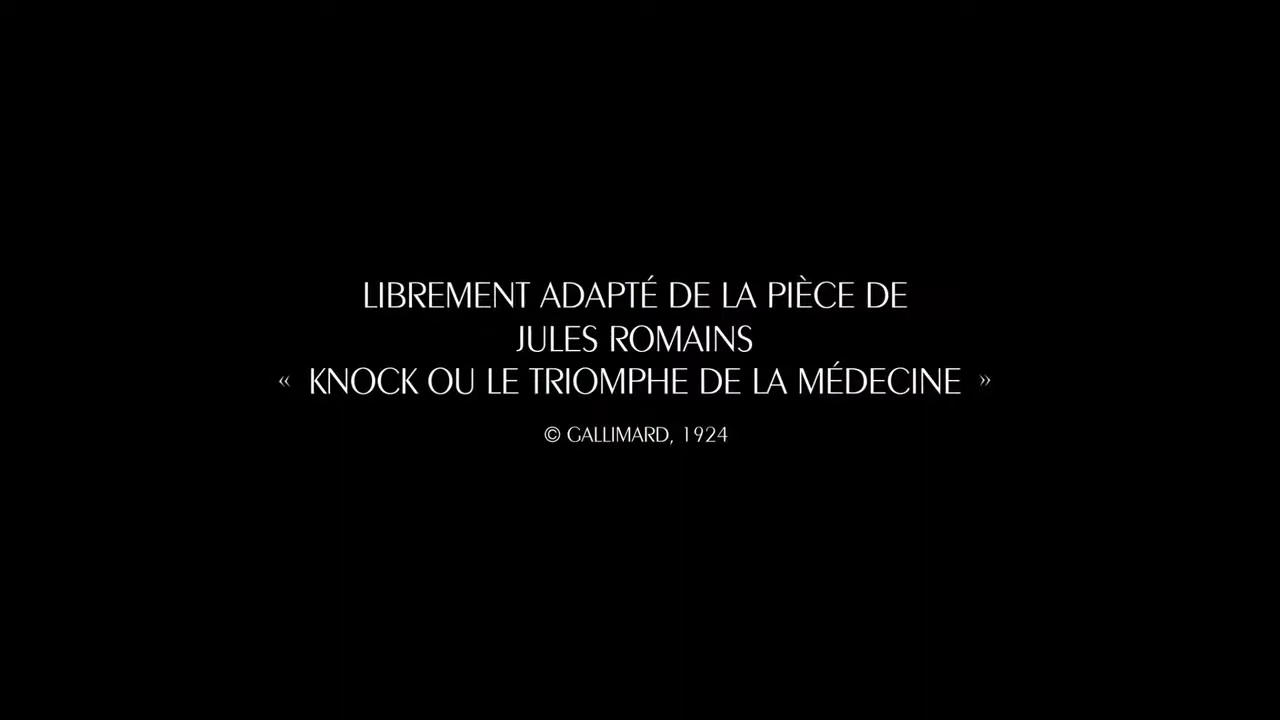 LIBREMENT ADAPTÉ DE LA PIÈCE DE
JULES ROMAINS
« KNOCK OU LE TRIOMPHE DE LA MÉDECINE »
© GALLIMARD, 1924